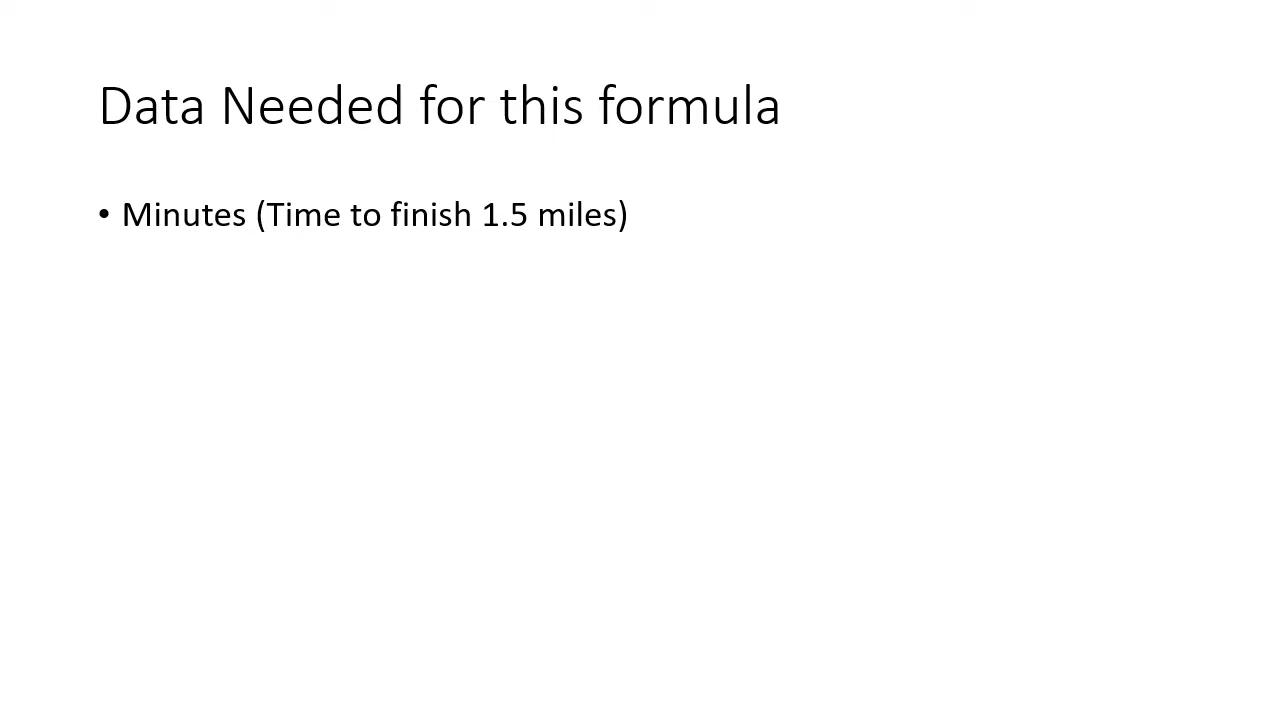 Data Needed for this formula
• Minutes (Time to finish 1.5 miles)